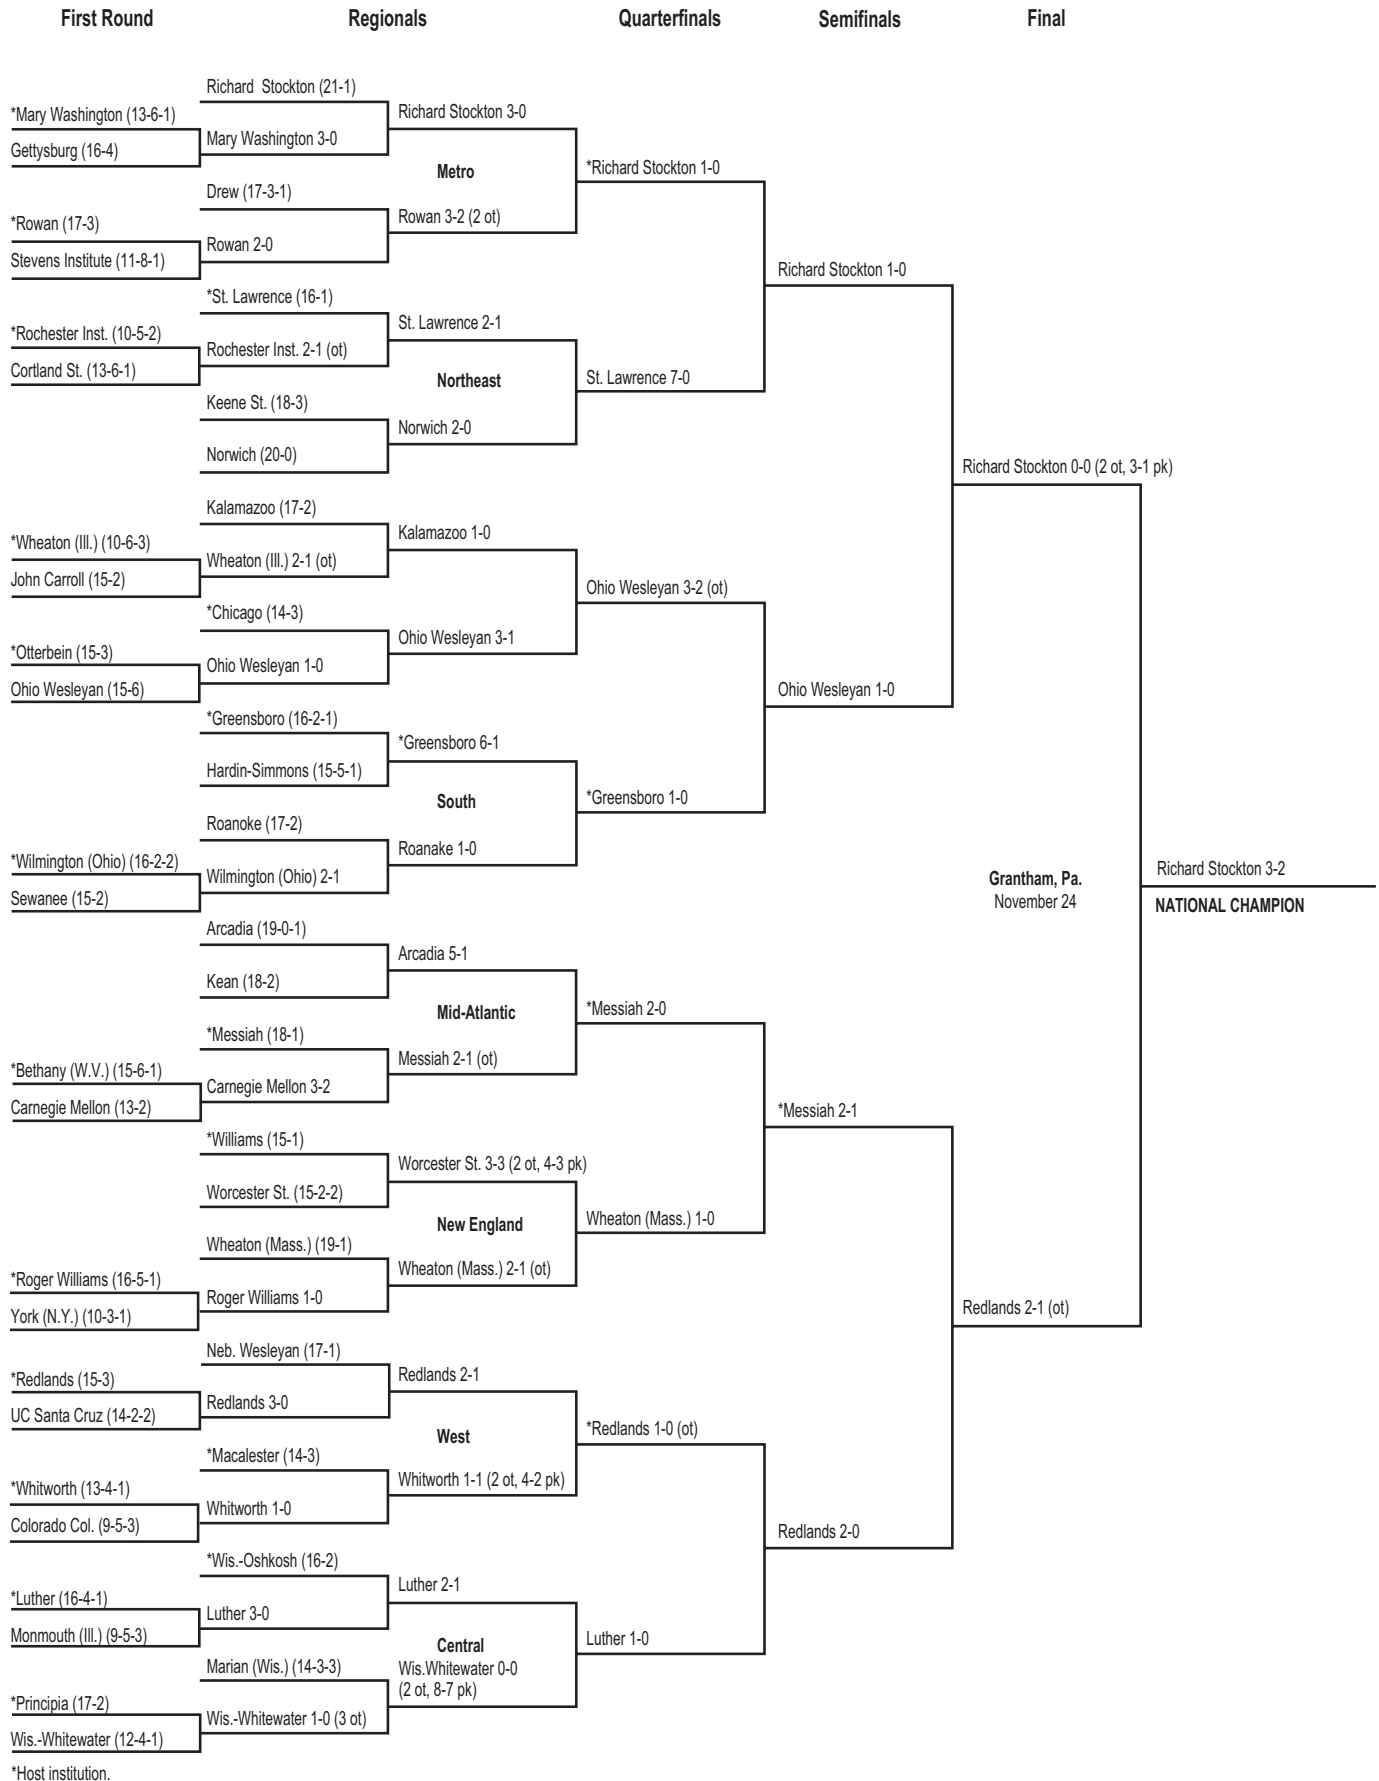 First Round
Regionals
Quarterfinals
Semifinals
Final
Richard Stockton (21-1)
*Mary Washington (13-6-1)
Richard Stockton 3-0
Mary Washington 3-0
Gettysburg (16-4)
Metro
*Richard Stockton 1-0
Drew (17-3-1)
*Rowan (17-3)
Rowan 3-2 (2 ot)
Rowan 2-0
Stevens Institute (11-8-1)
Richard Stockton 1-0
*St. Lawrence (16-1)
*Rochester Inst. (10-5-2)
St. Lawrence 2-1
Rochester Inst. 2-1 (ot)
Cortland St. (13-6-1)
Northeast
St. Lawrence 7-0
Keene St. (18-3)
Norwich 2-0
Norwich (20-0)
Richard Stockton 0-0 (2 ot, 3-1 pk)
Kalamazoo (17-2)
*Wheaton (Ill.) (10-6-3)
Kalamazoo 1-0
Wheaton (Ill.) 2-1 (ot)
John Carroll (15-2)
Ohio Wesleyan 3-2 (ot)
*Chicago (14-3)
*Otterbein (15-3)
Ohio Wesleyan 3-1
Ohio Wesleyan 1-0
Ohio Wesleyan (15-6)
Ohio Wesleyan 1-0
*Greensboro (16-2-1)
*Greensboro 6-1
Hardin-Simmons (15-5-1)
South
*Greensboro 1-0
Roanoke (17-2)
*Wilmington (Ohio) (16-2-2)
Roanake 1-0
Wilmington (Ohio) 2-1
Sewanee (15-2)
Grantham, Pa.
November 24
Richard Stockton 3-2
NATIONAL CHAMPION
Arcadia (19-0-1)
Arcadia 5-1
Kean (18-2)
Mid-Atlantic
*Messiah 2-0
*Messiah (18-1)
*Bethany (W.V.) (15-6-1)
Messiah 2-1 (ot)
Carnegie Mellon 3-2
Carnegie Mellon (13-2)
*Messiah 2-1
*Williams (15-1)
Worcester St. 3-3 (2 ot, 4-3 pk)
Worcester St. (15-2-2)
New England
Wheaton (Mass.) 1-0
Wheaton (Mass.) (19-1)
*Roger Williams (16-5-1)
Wheaton (Mass.) 2-1 (ot)
Roger Williams 1-0
York (N.Y.) (10-3-1)
Redlands 2-1 (ot)
Neb. Wesleyan (17-1)
*Redlands (15-3)
Redlands 2-1
Redlands 3-0
UC Santa Cruz (14-2-2)
West
*Redlands 1-0 (ot)
*Macalester (14-3)
*Whitworth (13-4-1)
Whitworth 1-1 (2 ot, 4-2 pk)
Whitworth 1-0
Colorado Col. (9-5-3)
Redlands 2-0
*Wis.-Oshkosh (16-2)
*Luther (16-4-1)
Luther 2-1
Luther 3-0
Monmouth (Ill.) (9-5-3)
Central
Luther 1-0
Marian (Wis.) (14-3-3)
Wis.Whitewater 0-0
(2 ot, 8-7 pk)
*Principia (17-2)
Wis.-Whitewater 1-0 (3 ot)
Wis.-Whitewater (12-4-1)
*Host institution.